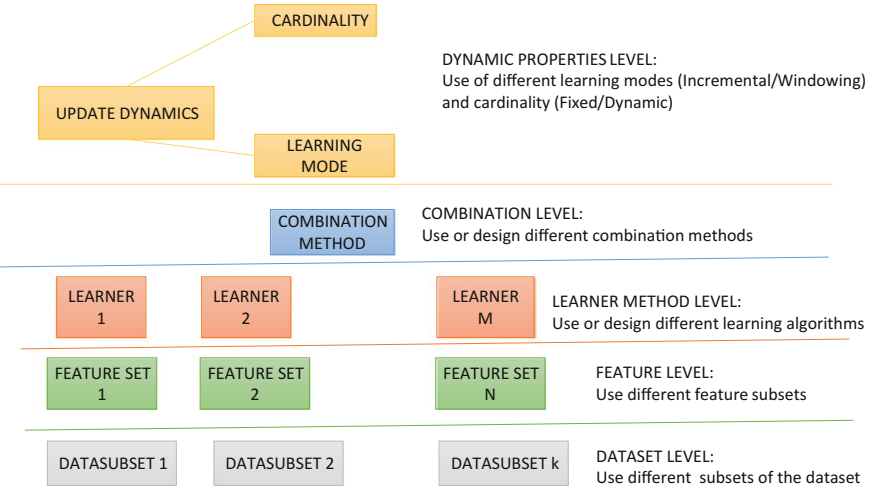 CARDINALITY
DYNAMIC PROPERTIES LEVEL:
Use of different learning modes (Incremental/Windowing)
and cardinality (Fixed/Dynamic)
UPDATE DYNAMICS
LEARNING
MODE
COMBINATION
METHOD
COMBINATION LEVEL:
Use or design different combination methods
LEARNER
1
LEARNER
2
LEARNER
M
LEARNER METHOD LEVEL:
Use or design different learning algorithms
FEATURE SET
1
FEATURE SET
2
FEATURE SET
N
FEATURE LEVEL:
Use different feature subsets
DATASUBSET 1
DATASUBSET 2
DATASUBSET k
DATASET LEVEL:
Use different subsets of the dataset